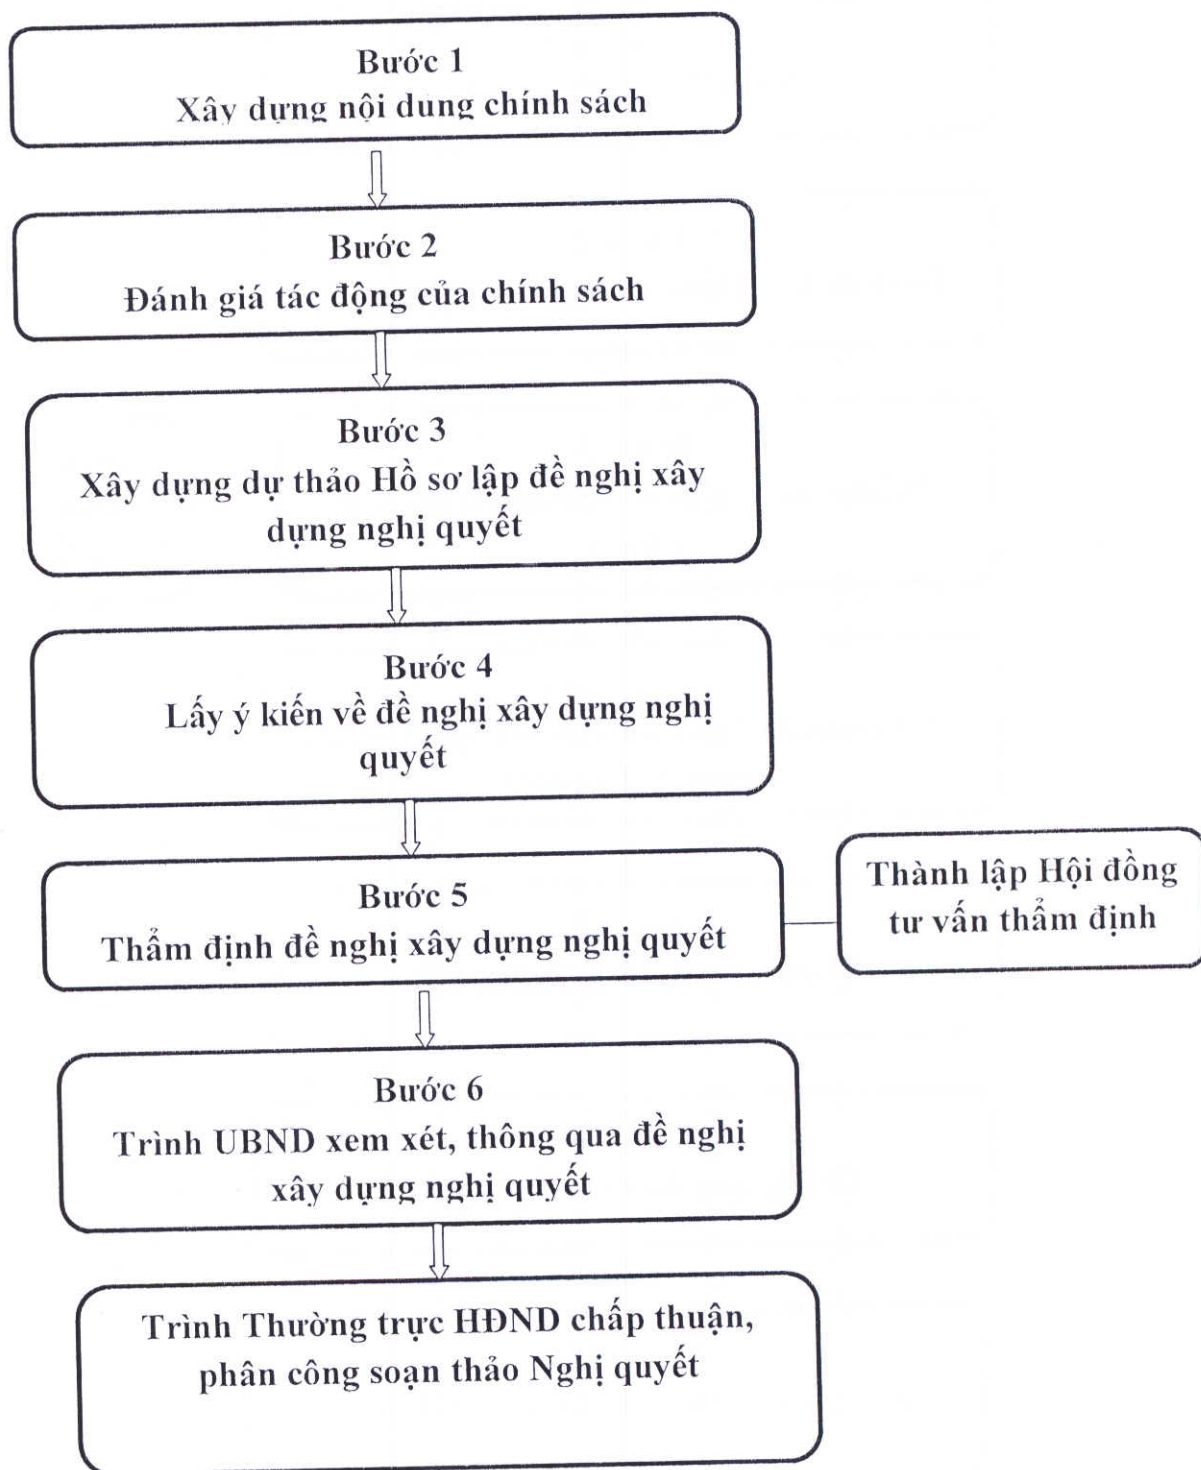 Bước 1
Xây dựng nội dung chính sách
Bước 2
Đánh giá tác động của chính sách
Bước 3
Xây dựng dự thảo Hồ sơ lập đề nghị xây
dựng nghị quyết
Bước 4
Lấy ý kiến về đề nghị xây dựng nghị
quyết
Bước 5
Thẩm định đề nghị xây dựng nghị quyết
Thành lập Hội đồng
tư vấn thẩm định
Bước 6
Trình UBND xem xét, thông qua đề nghị
xây dựng nghị quyết
Trình Thường trực HĐND chấp thuận,
phân công soạn thảo Nghị quyết